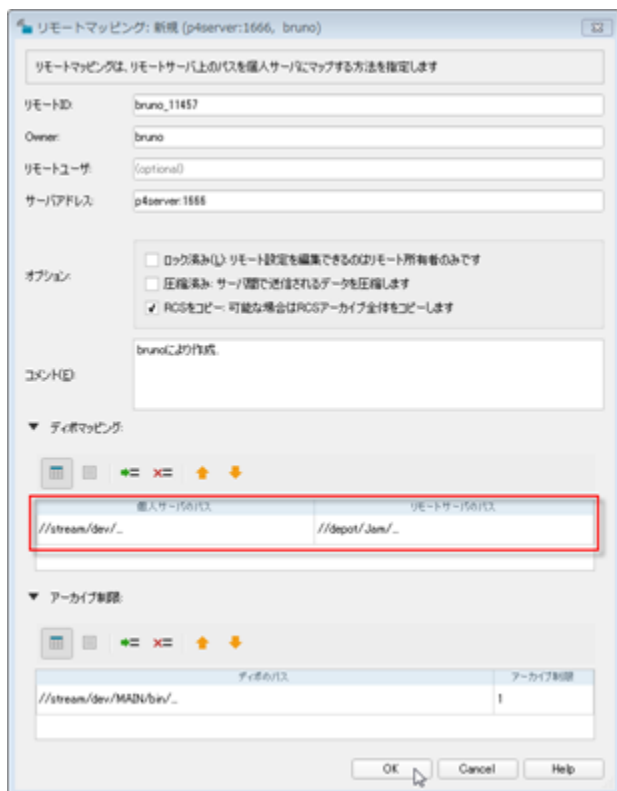 リモートマッピング: 新規 (p4server:1666, bruno)
リモートマッピングは、リモートサーバ上のパスを個人サーバにマップする方法を指定します
リモートID: bruno_11457
Owner: bruno
リモートユーザ: (optional)
サーバアドレス: p4server:1666
オプション:
ロック済み(L): リモート設定を編集できるのはリモート所有者のみです
圧縮済み: サーバ間で送信されるデータを圧縮します
RCSをコピー: 可能な場合はRCSアーカイブ全体をコピーします
コメント(E): brunoにより作成.
ディポマッピング:
個人サーバのパス リモートサーバのパス
//stream/dev/... //depot/Jam/...
アーカイブ制限:
ディポのパス アーカイブ制限
//stream/dev/MAIN/bin/... 1
OK Cancel Help